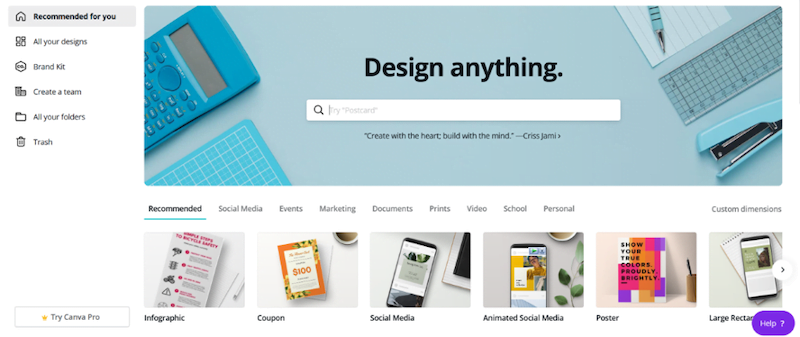 Recommended for you
All your designs
Brand Kit
Create a team
All your folders
Trash
Try Canva Pro
Design anything.
Try "Postcard"
"Create with the heart; build with the mind." —Criss Jami ›
Recommended
Social Media
Events
Marketing
Documents
Prints
Video
School
Personal
Custom dimensions
SIMPLE STEPS
TO BICYCLE SAFETY
$100
SHOW
YOUR
TRUE
COLORS.
PROUDLY.
BRIGHTLY.
Infographic
Coupon
Social Media
Animated Social Media
Poster
Large
Help ?